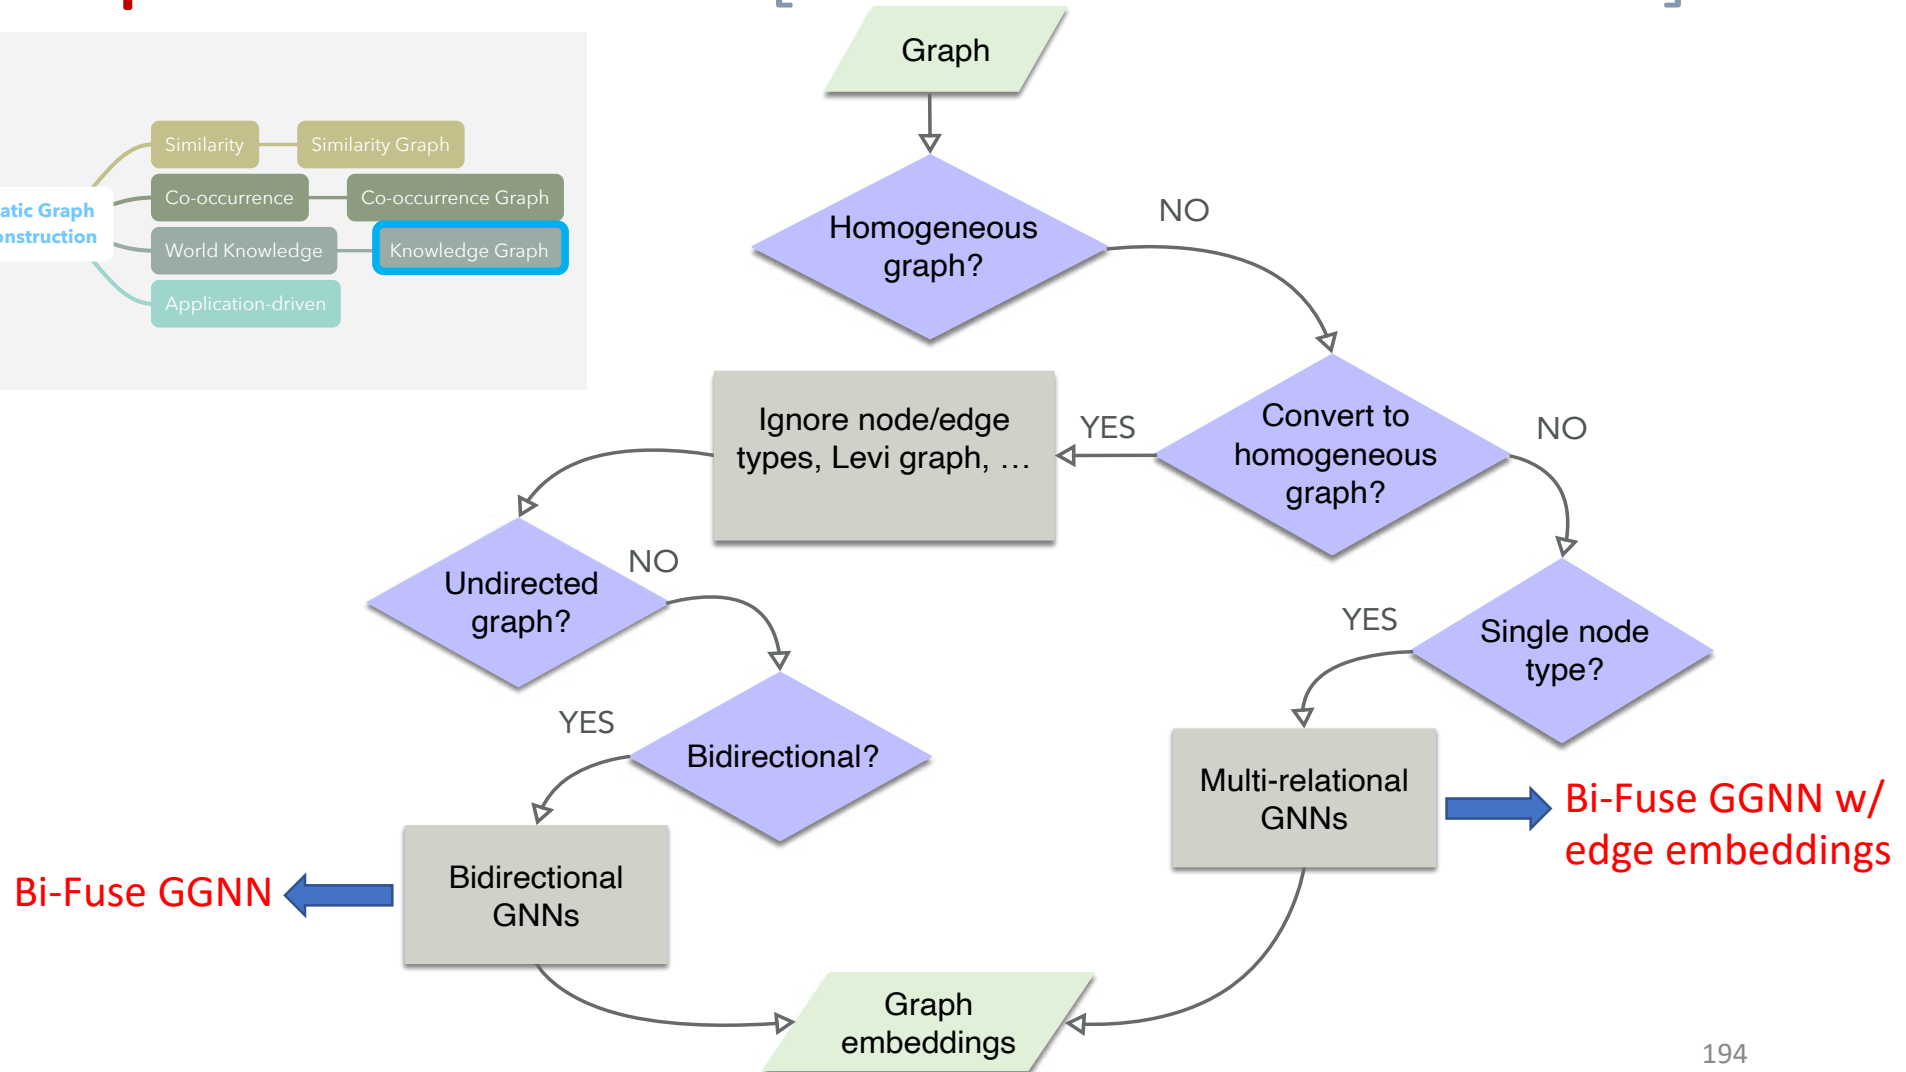 Graph
Similarity
Similarity Graph
Co-occurrence
Co-occurrence Graph
atic Graph
onstruction
World Knowledge
Knowledge Graph
Application-driven
Homogeneous
graph?
NO
Convert to
homogeneous
graph?
YES
NO
Ignore node/edge
types, Levi graph, …
Undirected
graph?
NO
Single node
type?
YES
Bidirectional?
YES
Multi-relational
GNNs
Bi-Fuse GGNN w/
edge embeddings
Bidirectional
GNNs
Bi-Fuse GGNN
Graph
embeddings
194